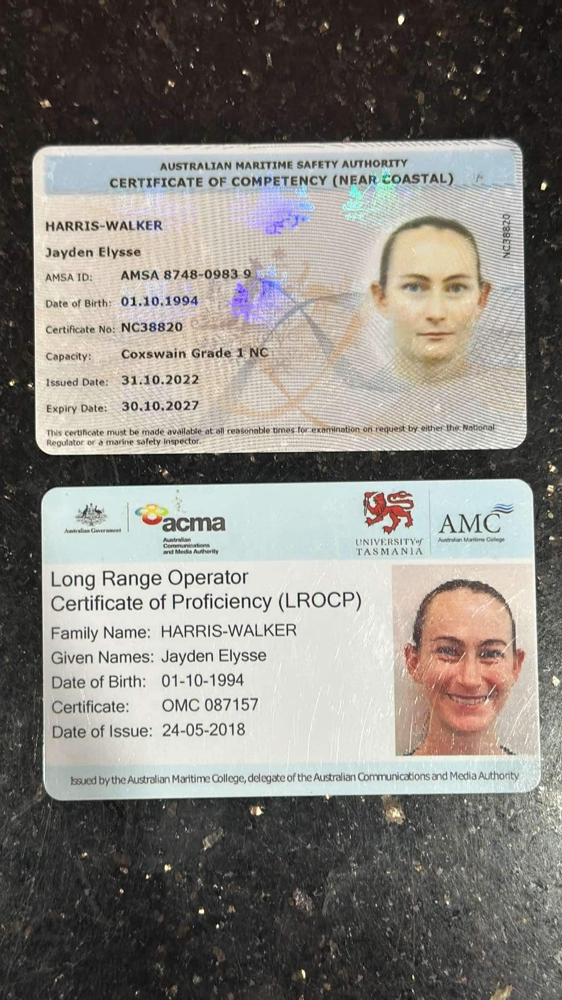 AUSTRALIAN MARITIME SAFETY AUTHORITY
CERTIFICATE OF COMPETENCY (NEAR COASTAL)
HARRIS-WALKER
Jayden Elysse
AMSA ID: AMSA 8748-0983 9
Date of Birth: 01.10.1994
Certificate No: NC38820
Capacity: Coxswain Grade 1 NC
Issued Date: 31.10.2022
Expiry Date: 30.10.2027
This certificate must be made available at all reasonable times for examination on request by either the National
Regulator or a marine safety inspector.
NC38820
Australian Government
acma
Australian
Communications
and Media Authority
UNIVERSITY of
TASMANIA
AMC
Australian Maritime College
Long Range Operator
Certificate of Proficiency (LROCP)
Family Name: HARRIS-WALKER
Given Names: Jayden Elysse
Date of Birth: 01-10-1994
Certificate: OMC 087157
Date of Issue: 24-05-2018
Issued by the Australian Maritime College, delegate of the Australian Communications and Media Authority